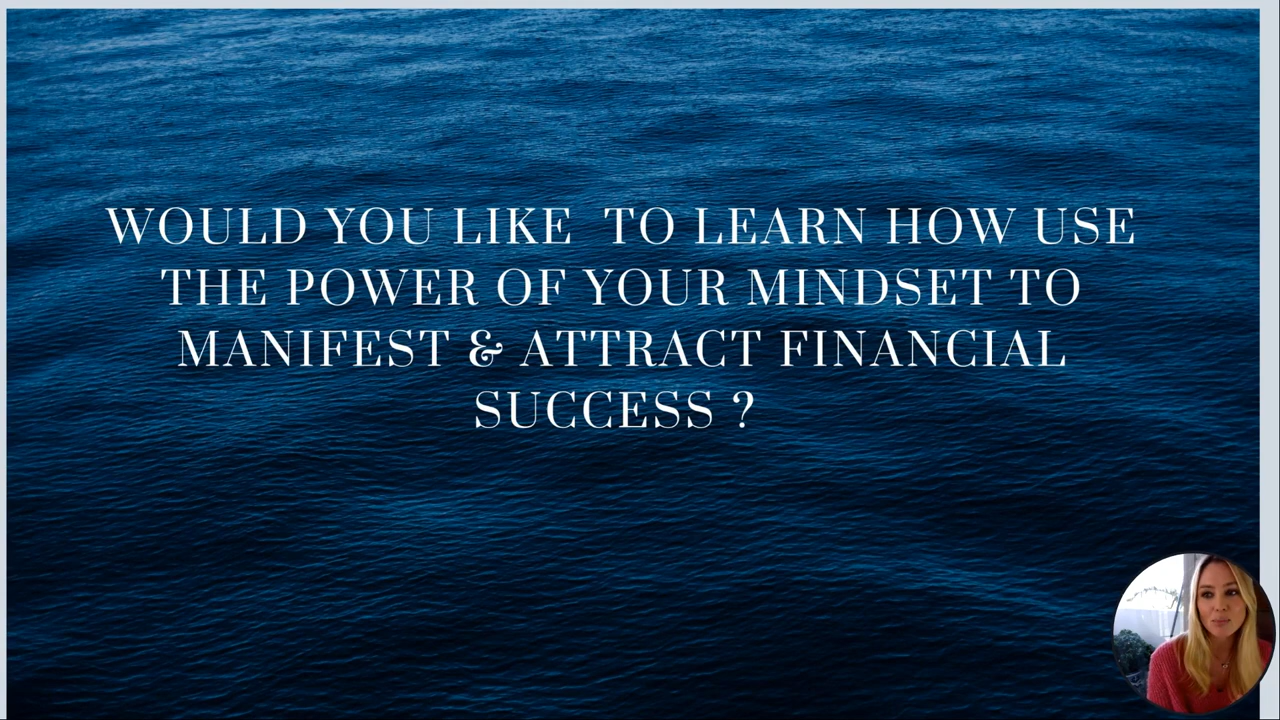 WOULD YOU LIKE TO LEARN HOW USE
THE POWER OF YOUR MINDSET TO
MANIFEST & ATTRACT FINANCIAL
SUCCESS ?